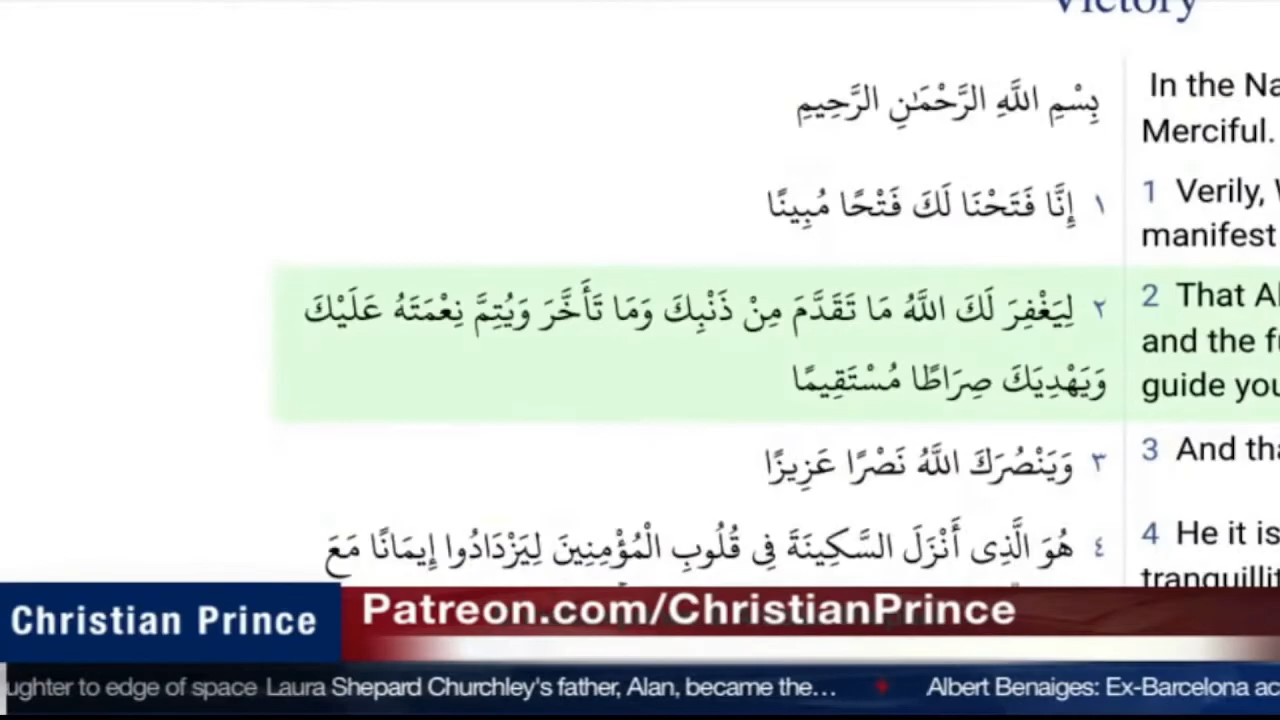 Victory
بِسْمِ اللَّهِ الرَّحْمَٰنِ الرَّحِيمِ
In the Na
Merciful.
١ إِنَّا فَتَحْنَا لَكَ فَتْحًا مُبِينًا
1 Verily, W
manifest
٢ لِيَغْفِرَ لَكَ اللَّهُ مَا تَقَدَّمَ مِنْ ذَنْبِكَ وَمَا تَأَخَّرَ وَيُتِمَّ نِعْمَتَهُ عَلَيْكَ
وَيَهْدِيَكَ صِرَاطًا مُسْتَقِيمًا
2 That Al
and the fu
guide you
٣ وَيَنْصُرَكَ اللَّهُ نَصْرًا عَزِيزًا
3 And tha
٤ هُوَ الَّذِى أَنْزَلَ السَّكِينَةَ فِى قُلُوبِ الْمُؤْمِنِينَ لِيَزْدَادُوا إِيمَانًا مَعَ
4 He it is
tranquillit
Christian Prince
Patreon.com/ChristianPrince
ughter to edge of space Laura Shepard Churchley's father, Alan, became the... Albert Benaiges: Ex-Barcelona ac